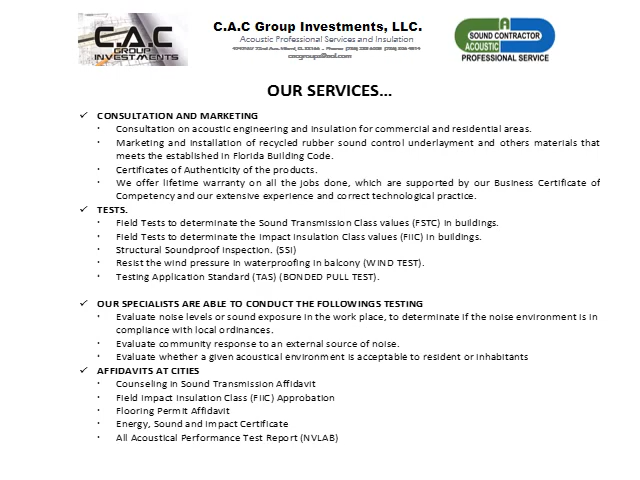 C.A.C
GROUP
INVESTMENTS
C.A.C Group Investments, LLC.
Acoustic Professional Services and Insulation
SOUND CONTRACTOR
ACOUSTIC
PROFESSIONAL SERVICE
OUR SERVICES...
✓ CONSULTATION AND MARKETING
• Consultation on acoustic engineering and insulation for commercial and residential areas.
• Marketing and installation of recycled rubber sound control underlayment and others materials that
meets the established in Florida Building Code.
• Certificates of Authenticity of the products.
• We offer lifetime warranty on all the jobs done, which are supported by our Business Certificate of
Competency and our extensive experience and correct technological practice.
✓ TESTS.
• Field Tests to determine the Sound Transmission Class values (FSTC) in buildings.
• Field Tests to determine the Impact Insulation Class values (FIIC) in buildings.
• Structural Soundproof Inspection. (SSI)
• Resist the wind pressure in waterproofing in balcony (WIND TEST).
• Testing Application Standard (TAS) (BONDED PULL TEST).
✓ OUR SPECIALISTS ARE ABLE TO CONDUCT THE FOLLOWINGS TESTING
• Evaluate noise levels or sound exposure in the work place, to determine if the noise environment is in
compliance with local ordinances.
• Evaluate community response to an external source of noise.
• Evaluate whether a given acoustical environment is acceptable to resident or inhabitants
✓ AFFIDAVITS AT CITIES
• Counseling in Sound Transmission Affidavit
• Field Impact Insulation Class (FIIC) Approbation
• Flooring Permit Affidavit
• Energy, Sound and Impact Certificate
• All Acoustical Performance Test Report (NVLAB)